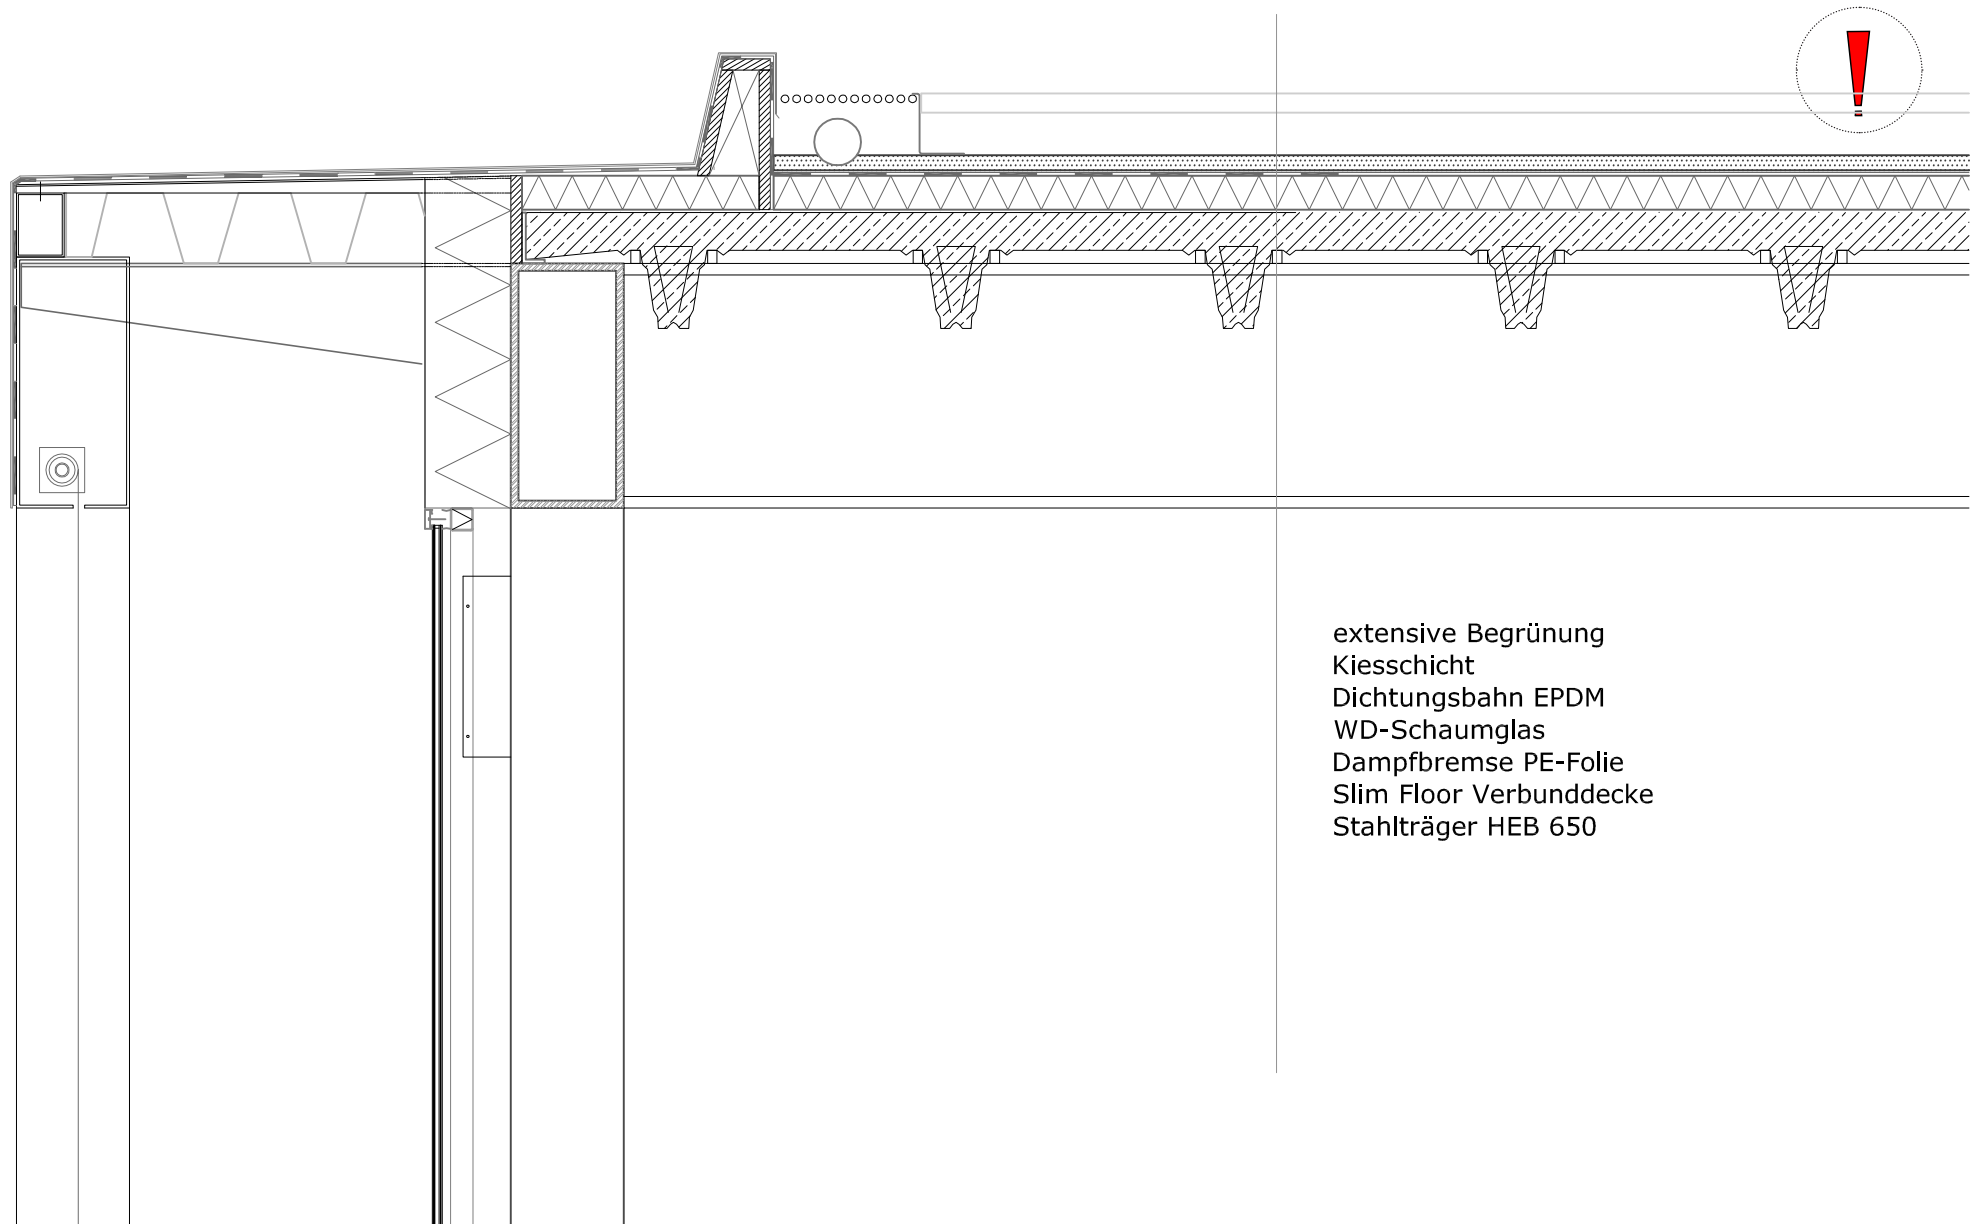 extensive Begrünung
Kiesschicht
Dichtungsbahn EPDM
WD-Schaumglas
Dampfbremse PE-Folie
Slim Floor Verbunddecke
Stahlträger HEB 650